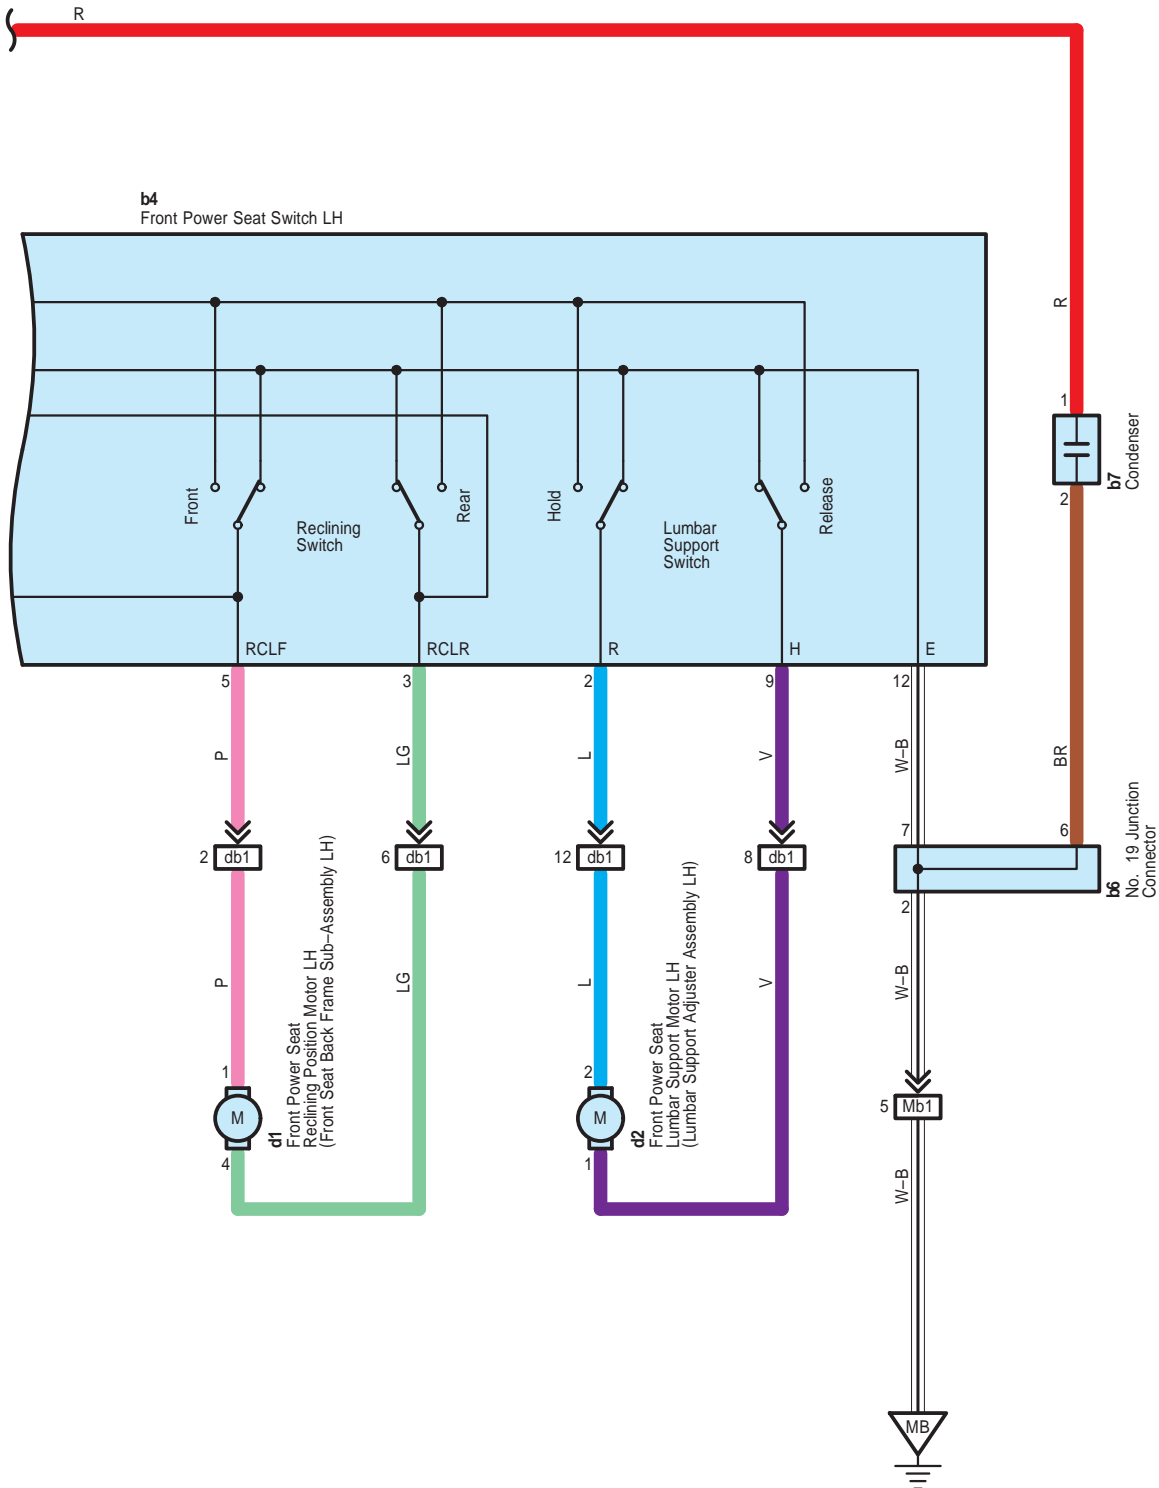 R
b4
Front Power Seat Switch LH
R
Front
Reclining
Switch
Rear
Hold
Lumbar
Support
Switch
Release
1
2
b7
Condenser
RCLF
RCLR
R
H
E
5
3
2
9
12
P
LG
L
V
W–B
BR
7
6
2 db1
6 db1
12 db1
8 db1
b6
No. 19 Junction
Connector
2
P
LG
L
V
W–B
1
M
4
d1
Front Power Seat
Reclining Position Motor LH
(Front Seat Back Frame Sub–Assembly LH)
2
M
1
d2
Front Power Seat
Lumbar Support Motor LH
(Lumbar Support Adjuster Assembly LH)
5 Mb1
W–B
MB